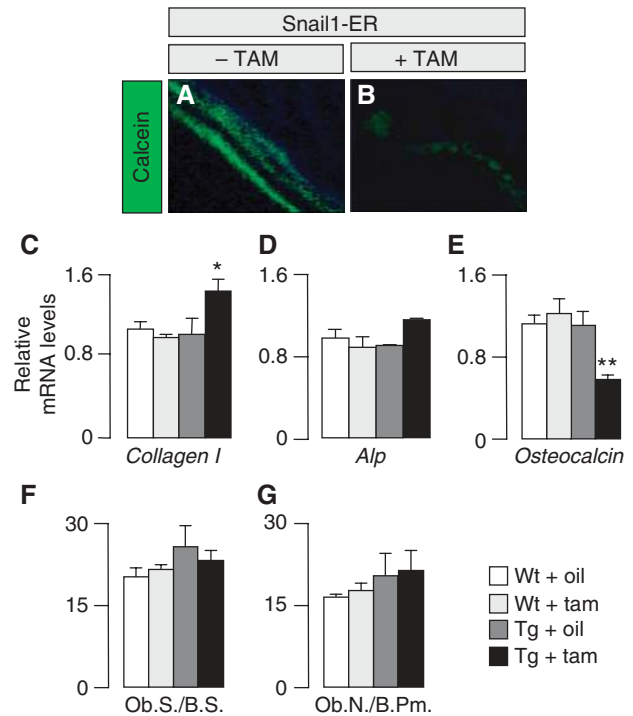 Snail1-ER
– TAM
+ TAM
Calcein
A
B
C
D
E
Relative
mRNA levels
1.6
0.8
0
*
Collagen I
1.6
0.8
0
Alp
1.6
0.8
0
**
Osteocalcin
F
G
30
15
0
Ob.S./B.S.
30
15
0
Ob.N./B.Pm.
Wt + oil
Wt + tam
Tg + oil
Tg + tam